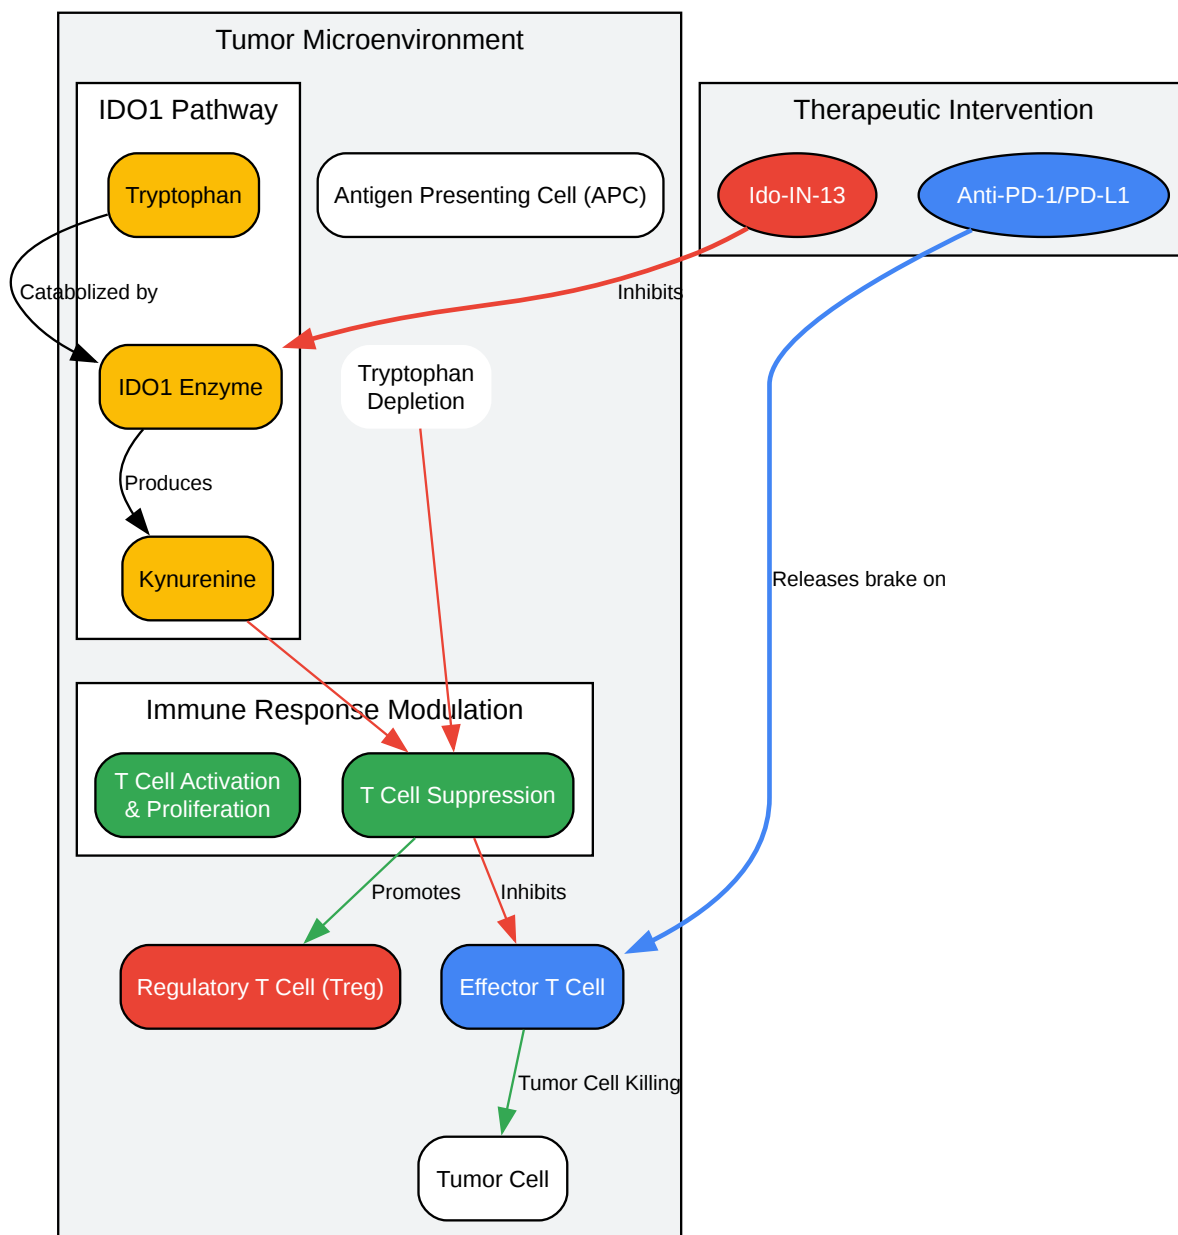 Tumor Microenvironment
IDO1 Pathway
Therapeutic Intervention
Tryptophan
Antigen Presenting Cell (APC)
Ido-IN-13
Anti-PD-1/PD-L1
Catabolized by
Inhibits
IDO1 Enzyme
Tryptophan
Depletion
Produces
Kynurenine
Releases brake on
Immune Response Modulation
T Cell Activation
& Proliferation
T Cell Suppression
Promotes
Inhibits
Regulatory T Cell (Treg)
Effector T Cell
Tumor Cell Killing
Tumor Cell